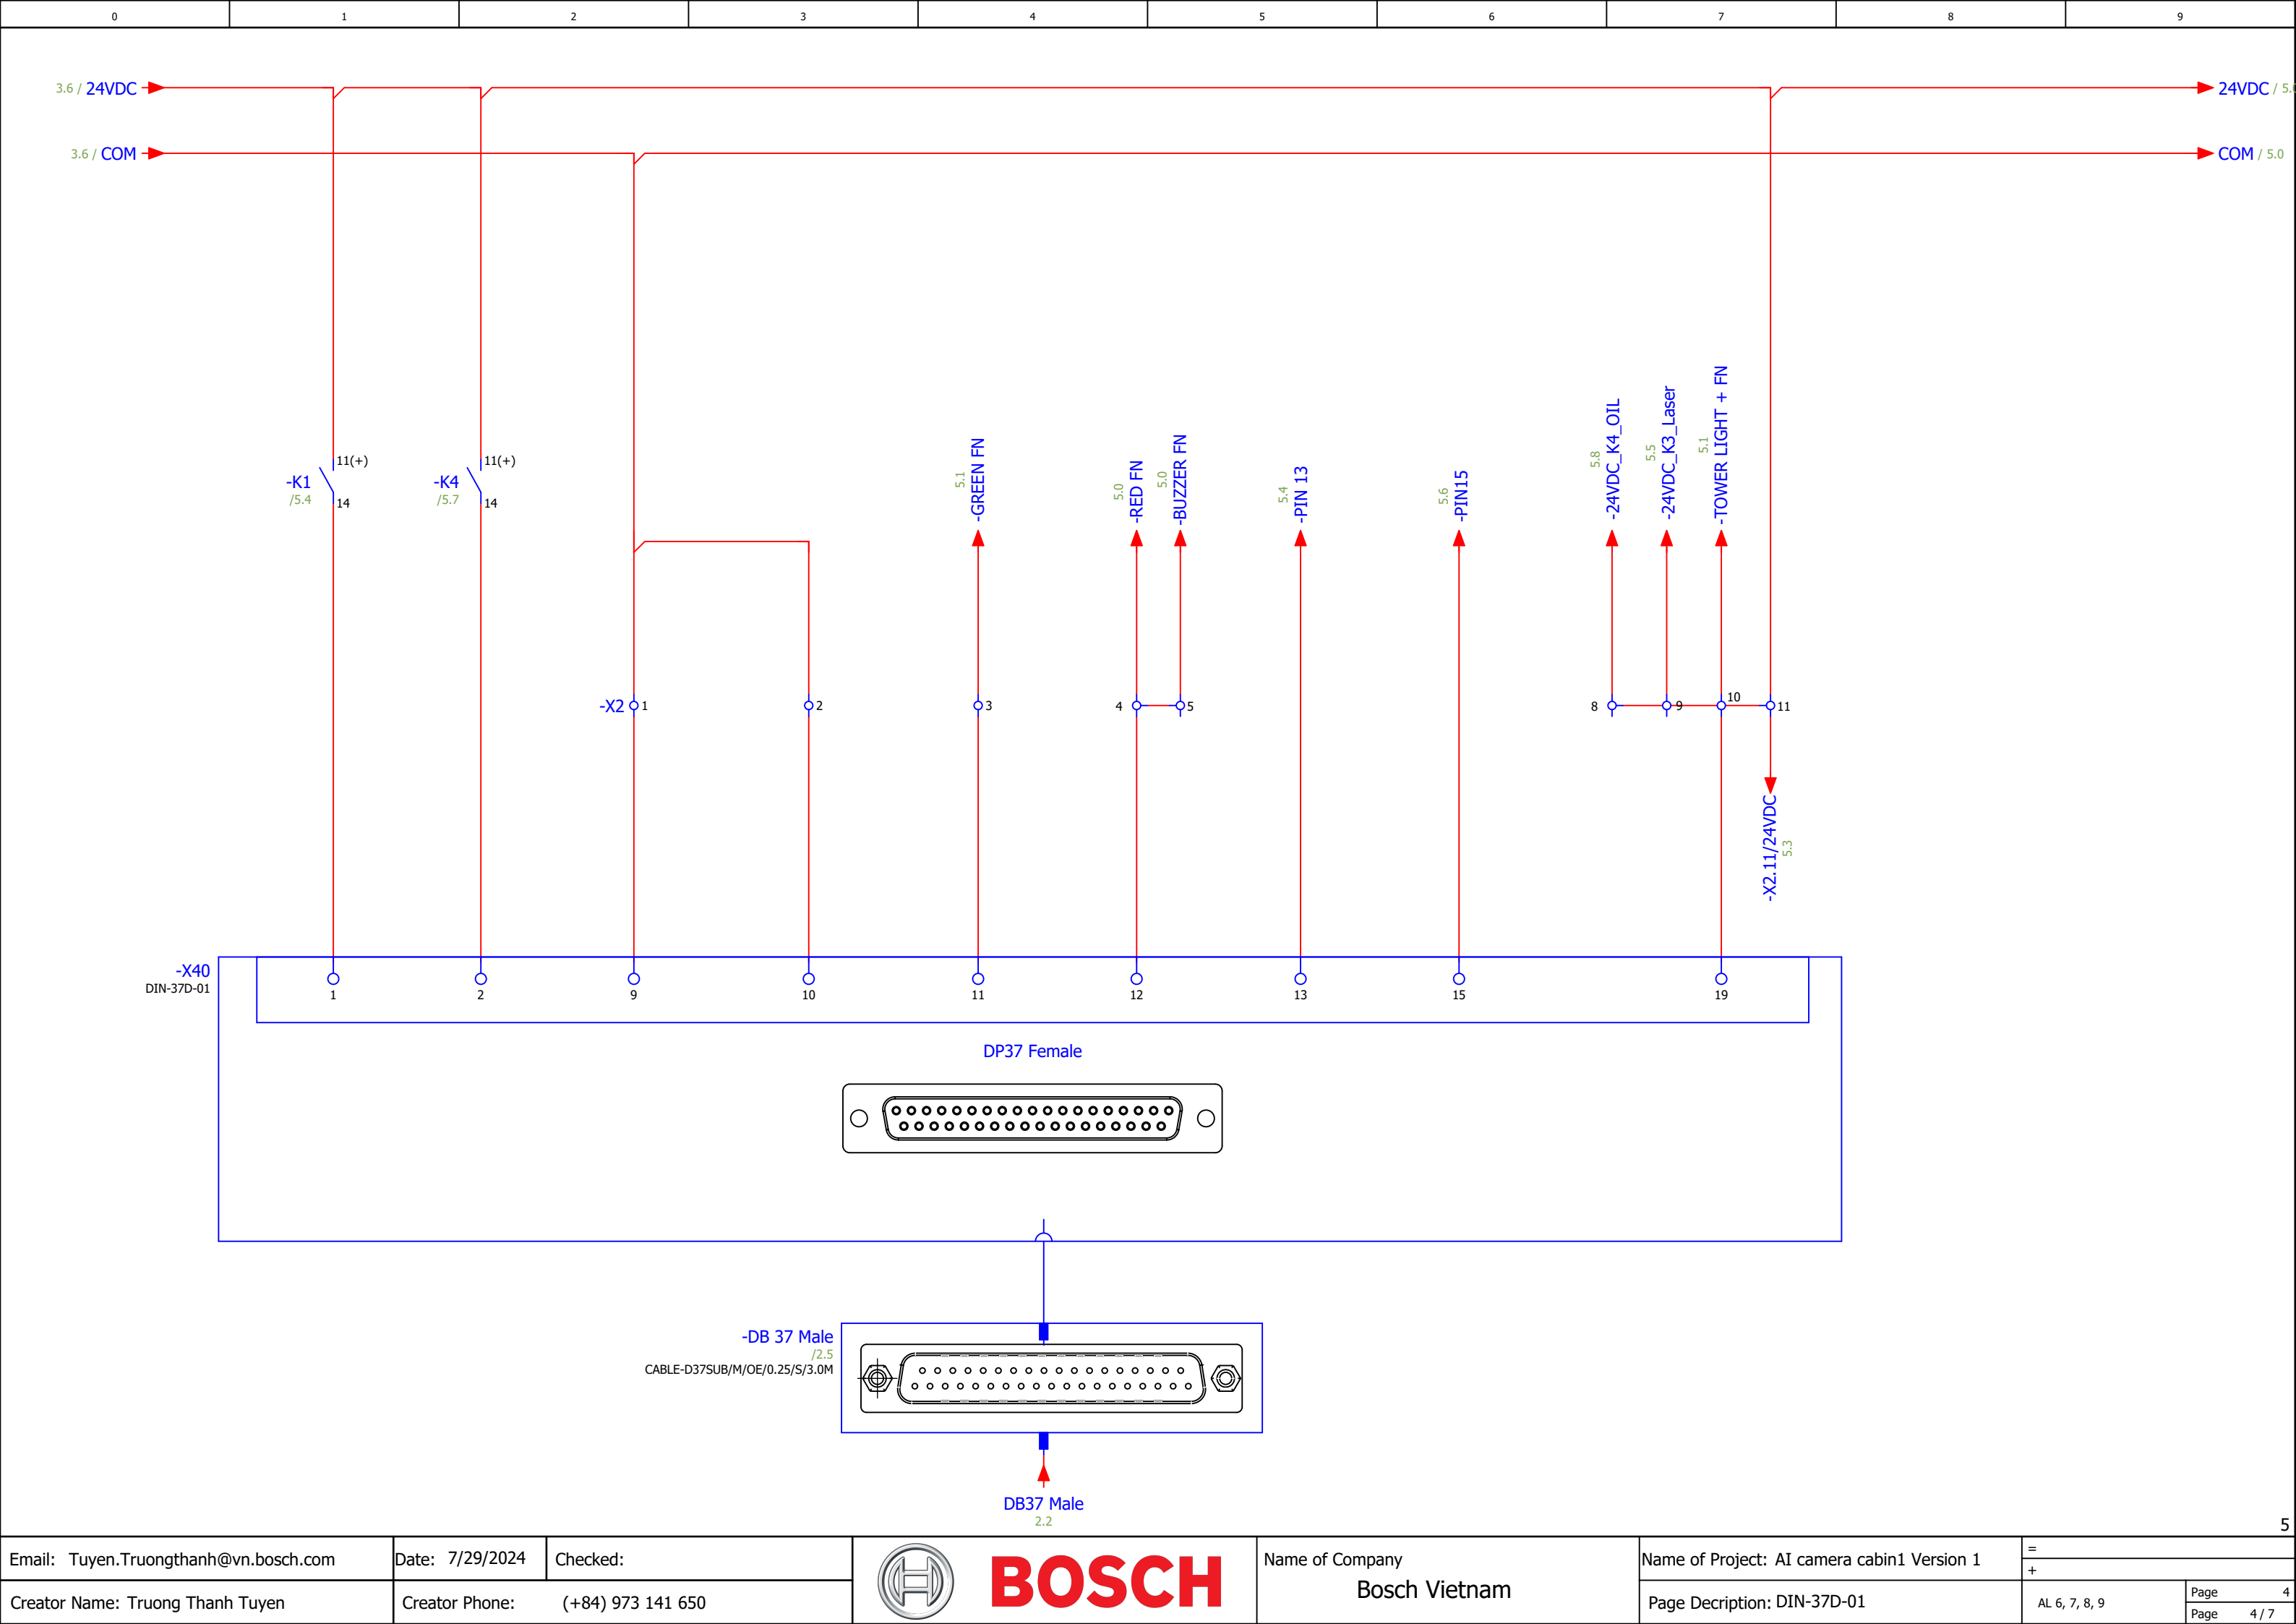 0 1 2 3 4 5 6 7 8 9
3.6 / 24VDC
24VDC / 5.
3.6 / COM
COM / 5.0
-K1
/5.4
11(+)
14
-K4
/5.7
11(+)
14
5.1
-GREEN FN
5.0
-RED FN
5.0
-BUZZER FN
5.4
-PIN 13
5.6
-PIN15
5.8
-24VDC_K4_OIL
5.5
-24VDC_K3_Laser
5.1
-TOWER LIGHT + FN
-X2 1 2 3 4 5 8 9 10 11
-X2.11/24VDC
5.3
-X40
DIN-37D-01
1 2 9 10 11 12 13 15 19
DP37 Female
-DB 37 Male
/2.5
CABLE-D37SUB/M/OE/0.25/S/3.0M
DB37 Male
2.2
5
Email: Tuyen.Truongthanh@vn.bosch.com
Date: 7/29/2024
Checked:
Creator Name: Truong Thanh Tuyen
Creator Phone: (+84) 973 141 650
BOSCH
Name of Company
Bosch Vietnam
Name of Project: AI camera cabin1 Version 1
Page Decription: DIN-37D-01
=
+
AL 6, 7, 8, 9
Page 4
Page 4 / 7